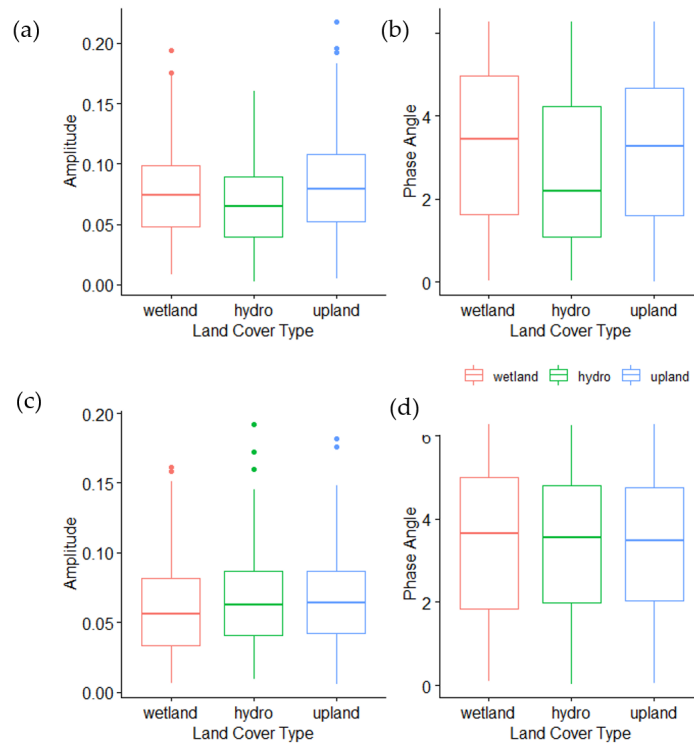 (a)
(b)
Amplitude
0.20
0.15
0.10
0.05
0.00
wetland hydro upland
Land Cover Type
Phase Angle
4
2
0
wetland hydro upland
Land Cover Type
wetland hydro upland
(c)
(d)
Amplitude
0.20
0.15
0.10
0.05
0.00
wetland hydro upland
Land Cover Type
Phase Angle
6
4
2
0
wetland hydro upland
Land Cover Type